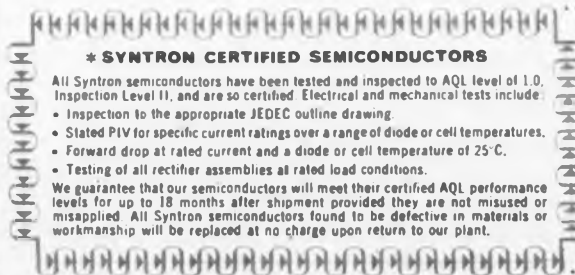 * SYNTRON CERTIFIED SEMICONDUCTORS
All Syntron semiconductors have been tested and inspected to AQL level of 1.0,
Inspection Level II, and are so certified. Electrical and mechanical tests include:
• Inspection to the appropriate JEDEC outline drawing.
• Stated PIV for specific current ratings over a range of diode or cell temperatures.
• Forward drop at rated current and a diode or cell temperature of 25°C.
• Testing of all rectifier assemblies at rated load conditions.
We guarantee that our semiconductors will meet their certified AQL performance
levels for up to 18 months after shipment provided they are not misused or
misapplied. All Syntron semiconductors found to be defective in materials or
workmanship will be replaced at no charge upon return to our plant.